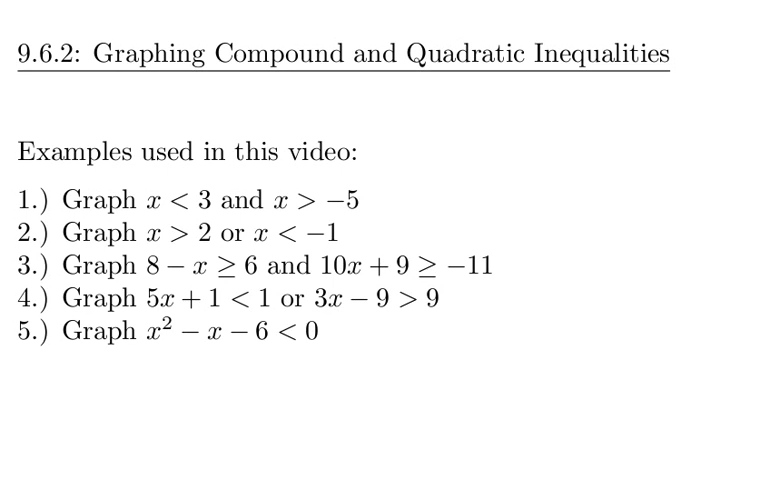 9.6.2: Graphing Compound and Quadratic Inequalities
Examples used in this video:
1.) Graph x < 3 and x > −5
2.) Graph x > 2 or x < −1
3.) Graph 8 − x ≥ 6 and 10x + 9 ≥ −11
4.) Graph 5x + 1 < 1 or 3x − 9 > 9
5.) Graph x² − x − 6 < 0